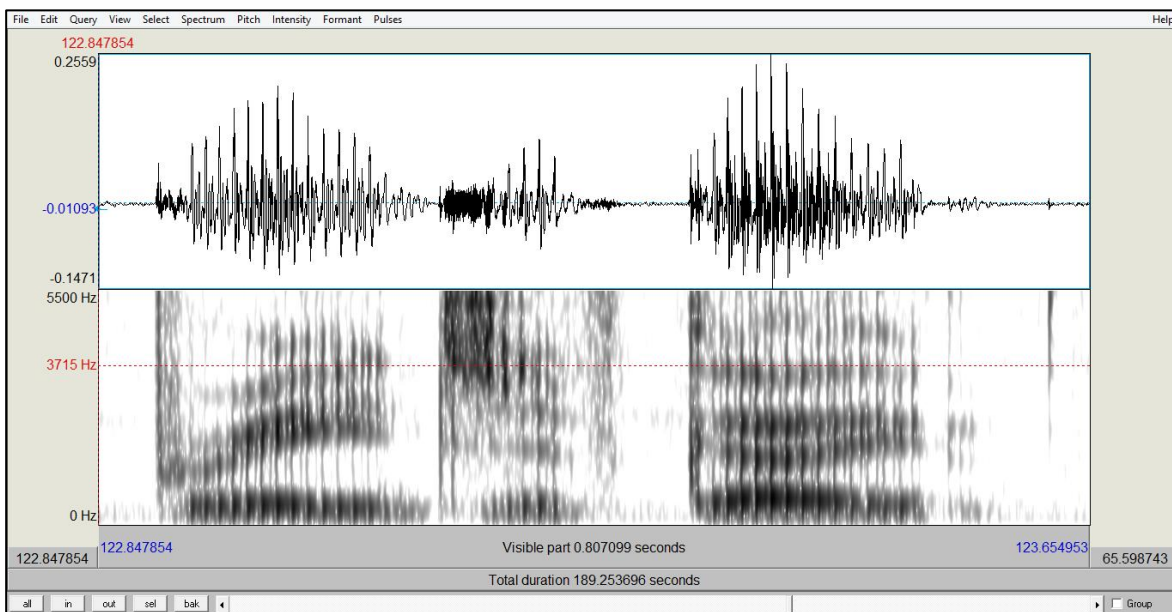 File Edit Query View Select Spectrum Pitch Intensity Formant Pulses Help
122.847854
0.2559
-0.01093
-0.1471
5500 Hz
3715 Hz
0 Hz
122.847854 122.847854 Visible part 0.807099 seconds 123.654953 65.598743
Total duration 189.253696 seconds
all in out sel bak Group